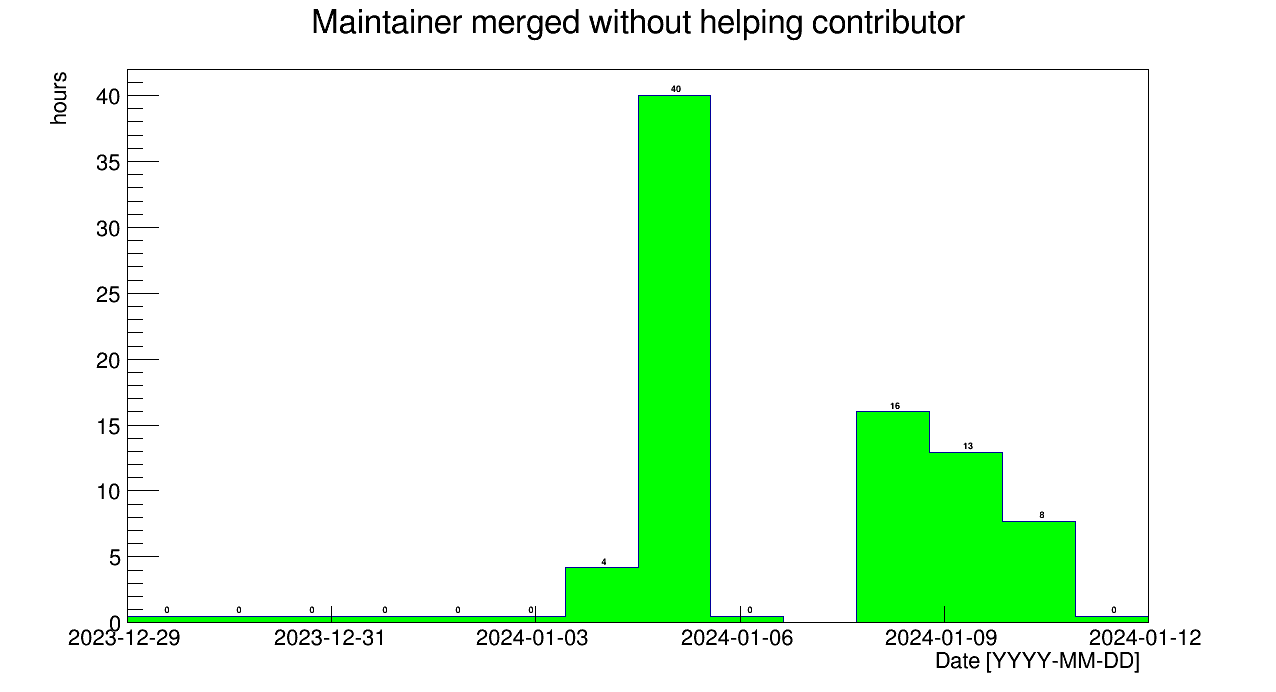 Maintainer merged without helping contributor
hours
40
35
30
25
20
15
10
5
0
40
16
13
8
4
0 0 0 0 0 0 0 0
2023-12-29 2023-12-31 2024-01-03 2024-01-06 2024-01-09 2024-01-12
Date [YYYY-MM-DD]